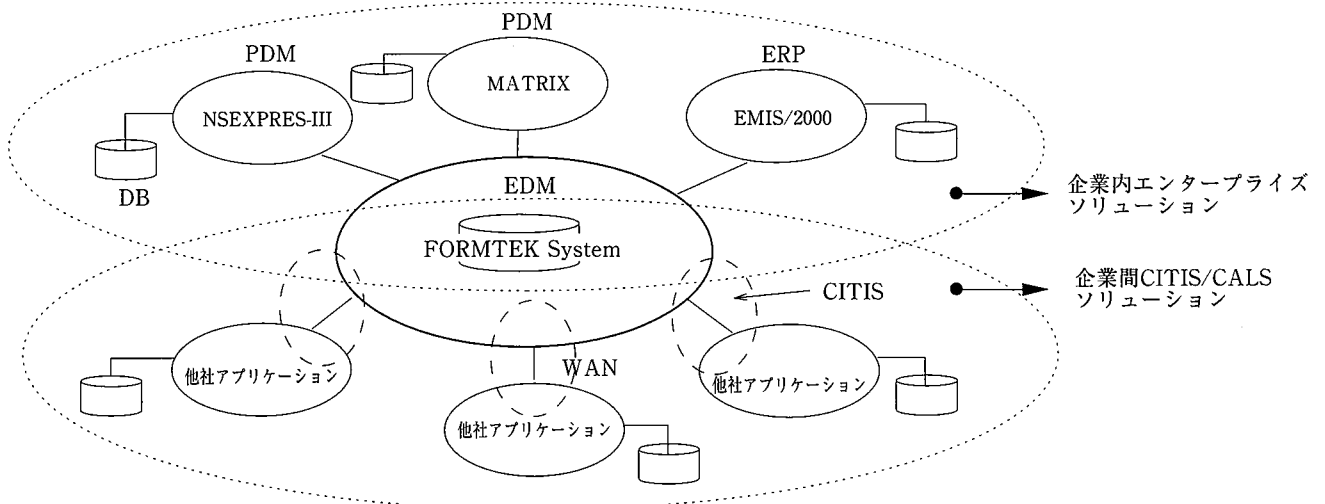 PDM
PDM
ERP
MATRIX
NSEXPRES-III
EMIS/2000
DB
EDM
企業内エンタープライズ
ソリューション
FORMTEK System
企業間CITIS/CALS
ソリューション
CITIS
WAN
他社アプリケーション
他社アプリケーション
他社アプリケーション